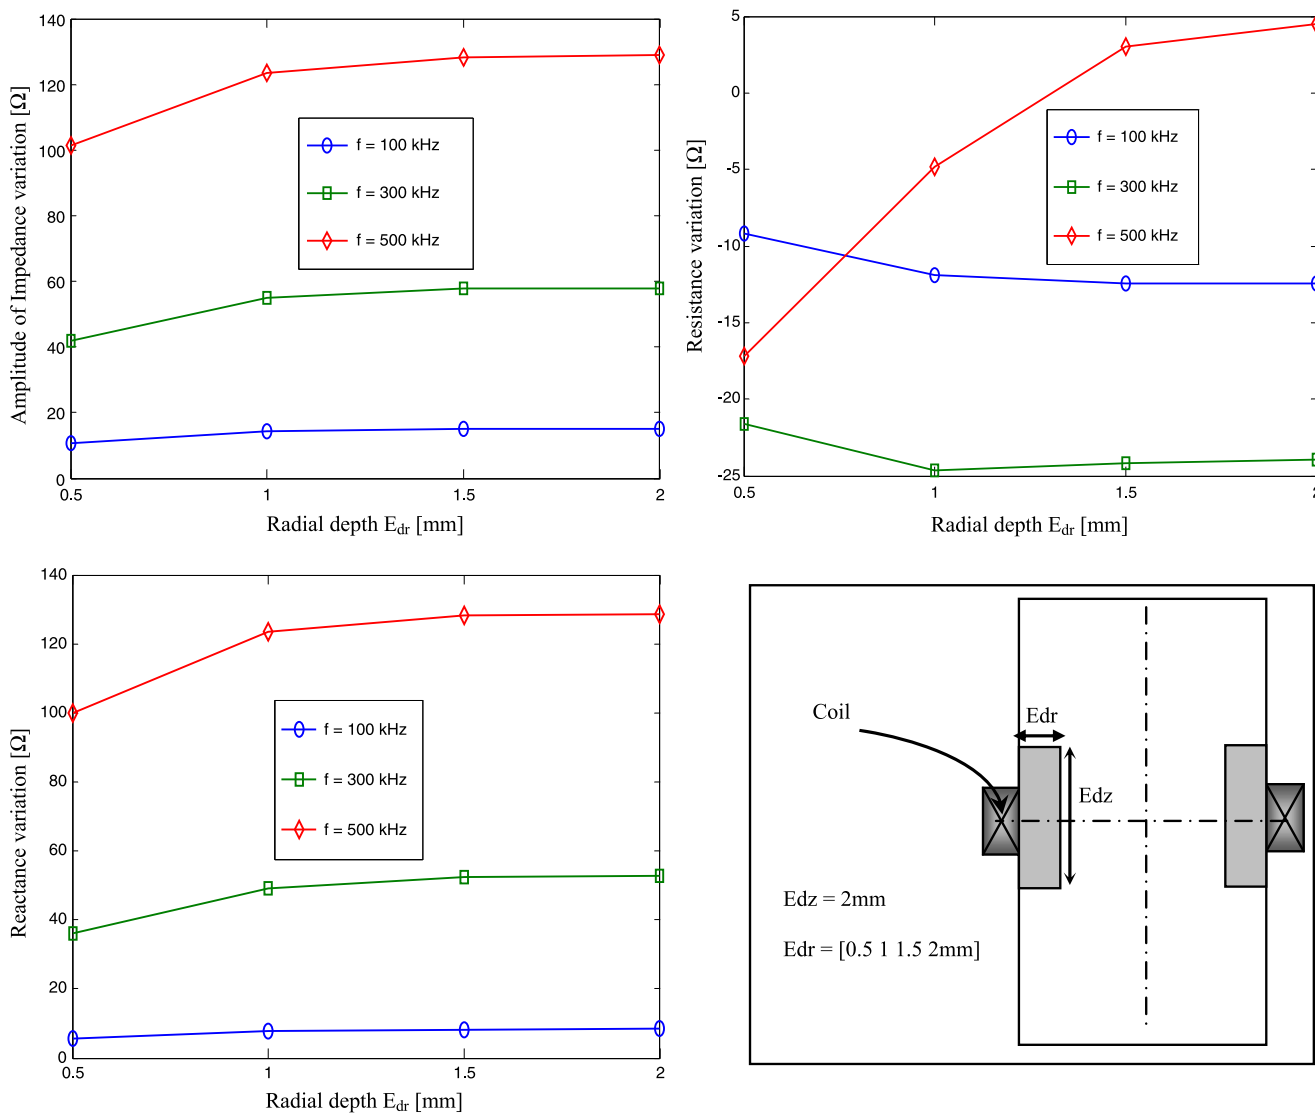 140
120
100
80
60
40
20
0
0.5
1
1.5
2
Amplitude of Impedance variation [Ω]
Radial depth E_dr [mm]
f = 100 kHz
f = 300 kHz
f = 500 kHz
5
0
-5
-10
-15
-20
-25
0.5
1
1.5
2
Resistance variation [Ω]
Radial depth E_dr [mm]
f = 100 kHz
f = 300 kHz
f = 500 kHz
140
120
100
80
60
40
20
0
0.5
1
1.5
2
Reactance variation [Ω]
Radial depth E_dr [mm]
f = 100 kHz
f = 300 kHz
f = 500 kHz
Coil
Edr
Edz
Edz = 2mm
Edr = [0.5 1 1.5 2mm]